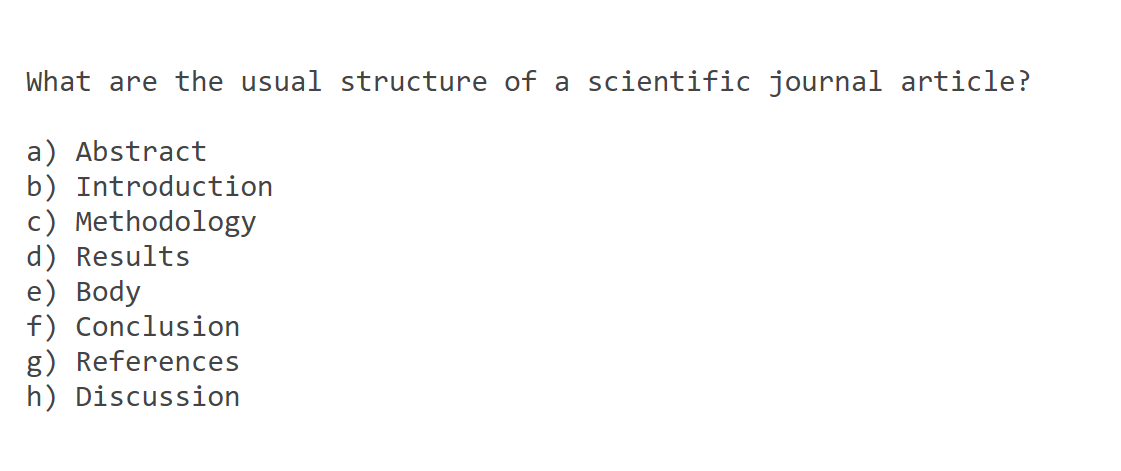 What are the usual structure of a scientific journal article?
a) Abstract
b) Introduction
c) Methodology
d) Results
e) Body
f) Conclusion
g) References
h) Discussion